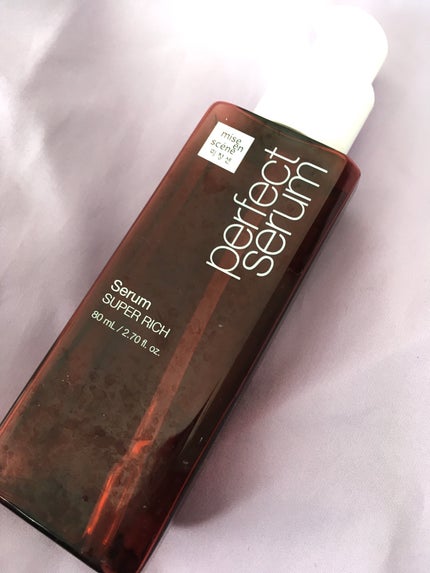 mise
en
scène
미쟝센
perfect
serum
Serum
SUPER RICH
80 mL / 2.70 fl. oz.